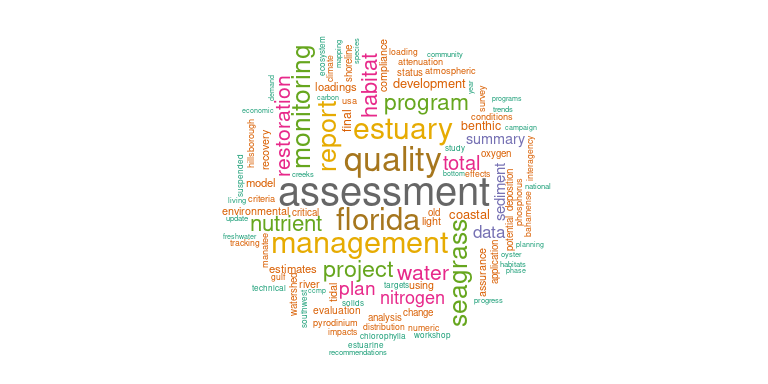 community
ecosystem
mapping
species
compliance
loading
attenuation
status
atmospheric
climate
shoreline
monitoring
habitat
restoration
demand
loadings
development
year
survey
programs
carbon
usa
program
trends
economic
report
final
conditions
estuary
benthic
campaign
hillsborough
recovery
summary
interagency
quality
study
total
oxygen
creeks
bottom
effects
suspended
model
assessment
sediment
deposition
national
living
criteria
phosphorus
bahamense
environmental
critical
florida
old
coastal
update
nutrient
light
data
potential
freshwater
tracking
manatee
management
seagrass
planning
oyster
assurance
application
habitats
phase
estimates
project
water
gulf
technical
watershed
river
targets
using
ccmp
tidal
plan
nitrogen
progress
southwest
solids
evaluation
change
analysis
pyrodinium
distribution
numeric
impacts
chlorophylla
workshop
estuarine
recommendations